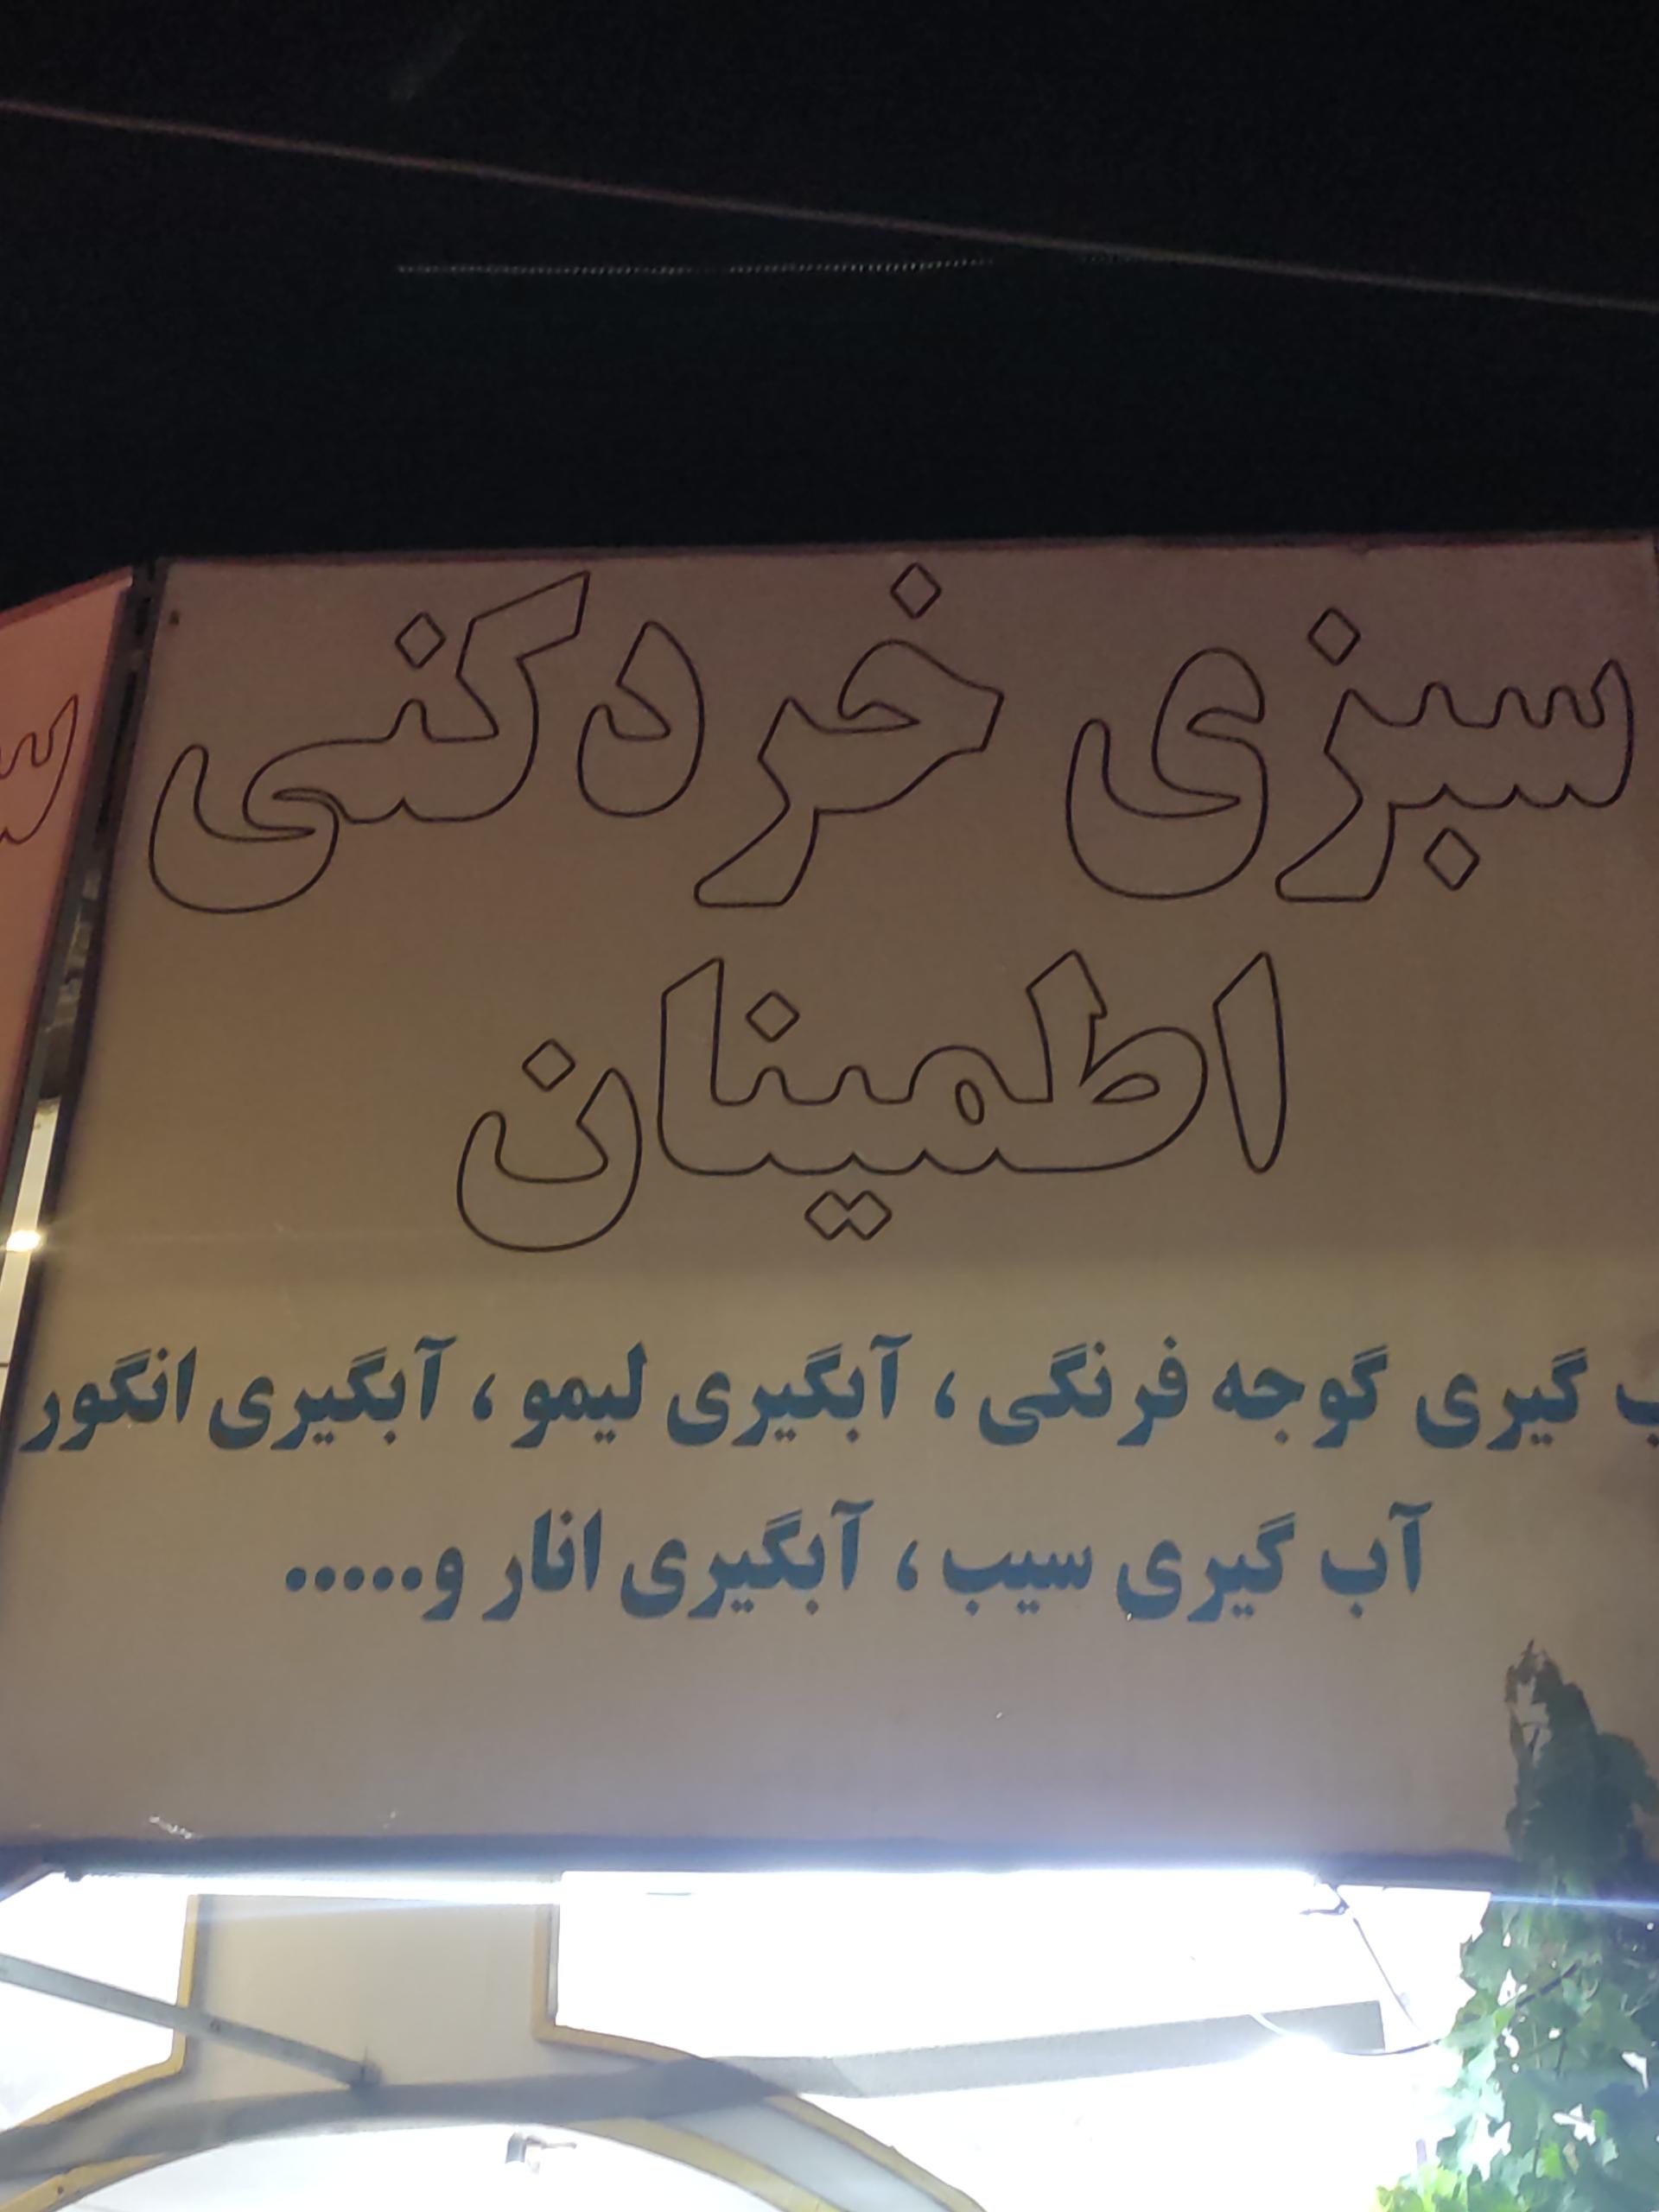 سبزی خردکنی
اطمینان
ب گیری گوجه فرنگی ، آبگیری لیمو ، آبگیری انگور
آب گیری سیب ، آبگیری انار و.....